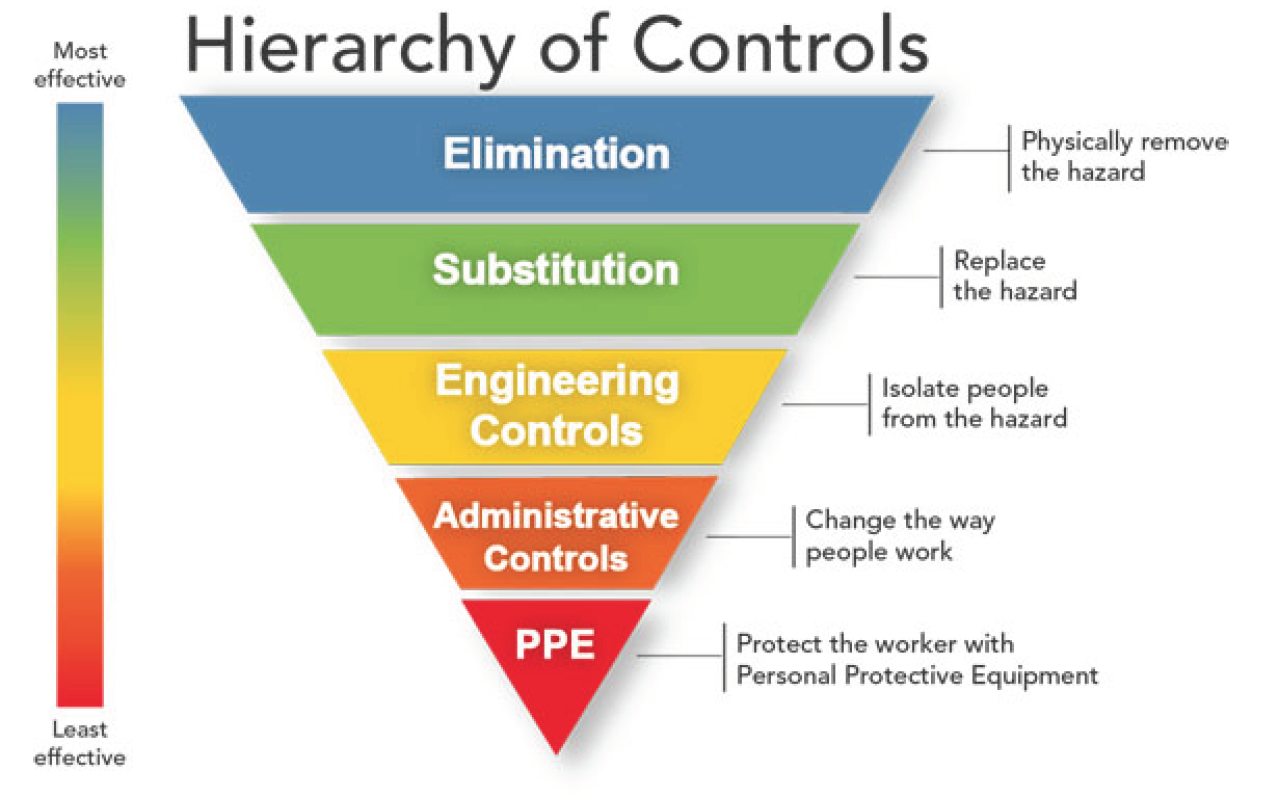 Hierarchy of Controls
Most
effective
Elimination
Physically remove
the hazard
Substitution
Replace
the hazard
Engineering
Controls
Isolate people
from the hazard
Administrative
Controls
Change the way
people work
PPE
Protect the worker with
Personal Protective Equipment
Least
effective